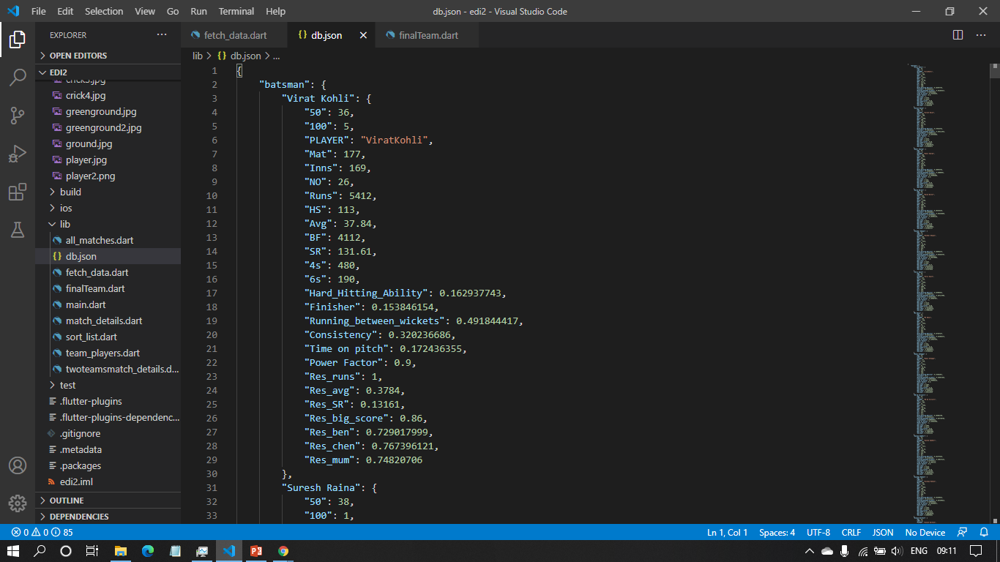 File Edit Selection View Go Run Terminal Help
db.json - edi2 - Visual Studio Code
EXPLORER
OPEN EDITORS
EDI2
crick3.jpg
crick4.jpg
greenground.jpg
greenground2.jpg
ground.jpg
player.jpg
player2.png
build
ios
lib
all_matches.dart
db.json
fetch_data.dart
finalTeam.dart
main.dart
match_details.dart
sort_list.dart
team_players.dart
twoteamsmatch_details.d...
test
.flutter-plugins
.flutter-plugins-dependenc...
.gitignore
.metadata
.packages
edi2.iml
OUTLINE
DEPENDENCIES
fetch_data.dart
{} db.json
finalTeam.dart
lib > {} db.json > ...
1 {
2 "batsman": {
3 "Virat Kohli": {
4 "50": 36,
5 "100": 5,
6 "PLAYER": "ViratKohli",
7 "Mat": 177,
8 "Inns": 169,
9 "NO": 26,
10 "Runs": 5412,
11 "HS": 113,
12 "Avg": 37.84,
13 "BF": 4112,
14 "SR": 131.61,
15 "4s": 480,
16 "6s": 190,
17 "Hard_Hitting_Ability": 0.162937743,
18 "Finisher": 0.153846154,
19 "Running_between_wickets": 0.491844417,
20 "Consistency": 0.320236686,
21 "Time on pitch": 0.172436355,
22 "Power Factor": 0.9,
23 "Res_runs": 1,
24 "Res_avg": 0.3784,
25 "Res_SR": 0.13161,
26 "Res_big_score": 0.86,
27 "Res_ben": 0.729017999,
28 "Res_chen": 0.767396121,
29 "Res_mum": 0.74820706
30 },
31 "Suresh Raina": {
32 "50": 38,
33 "100": 1,
0 0 85
Ln 1, Col 1 Spaces: 4 UTF-8 CRLF JSON No Device
ENG 09:11